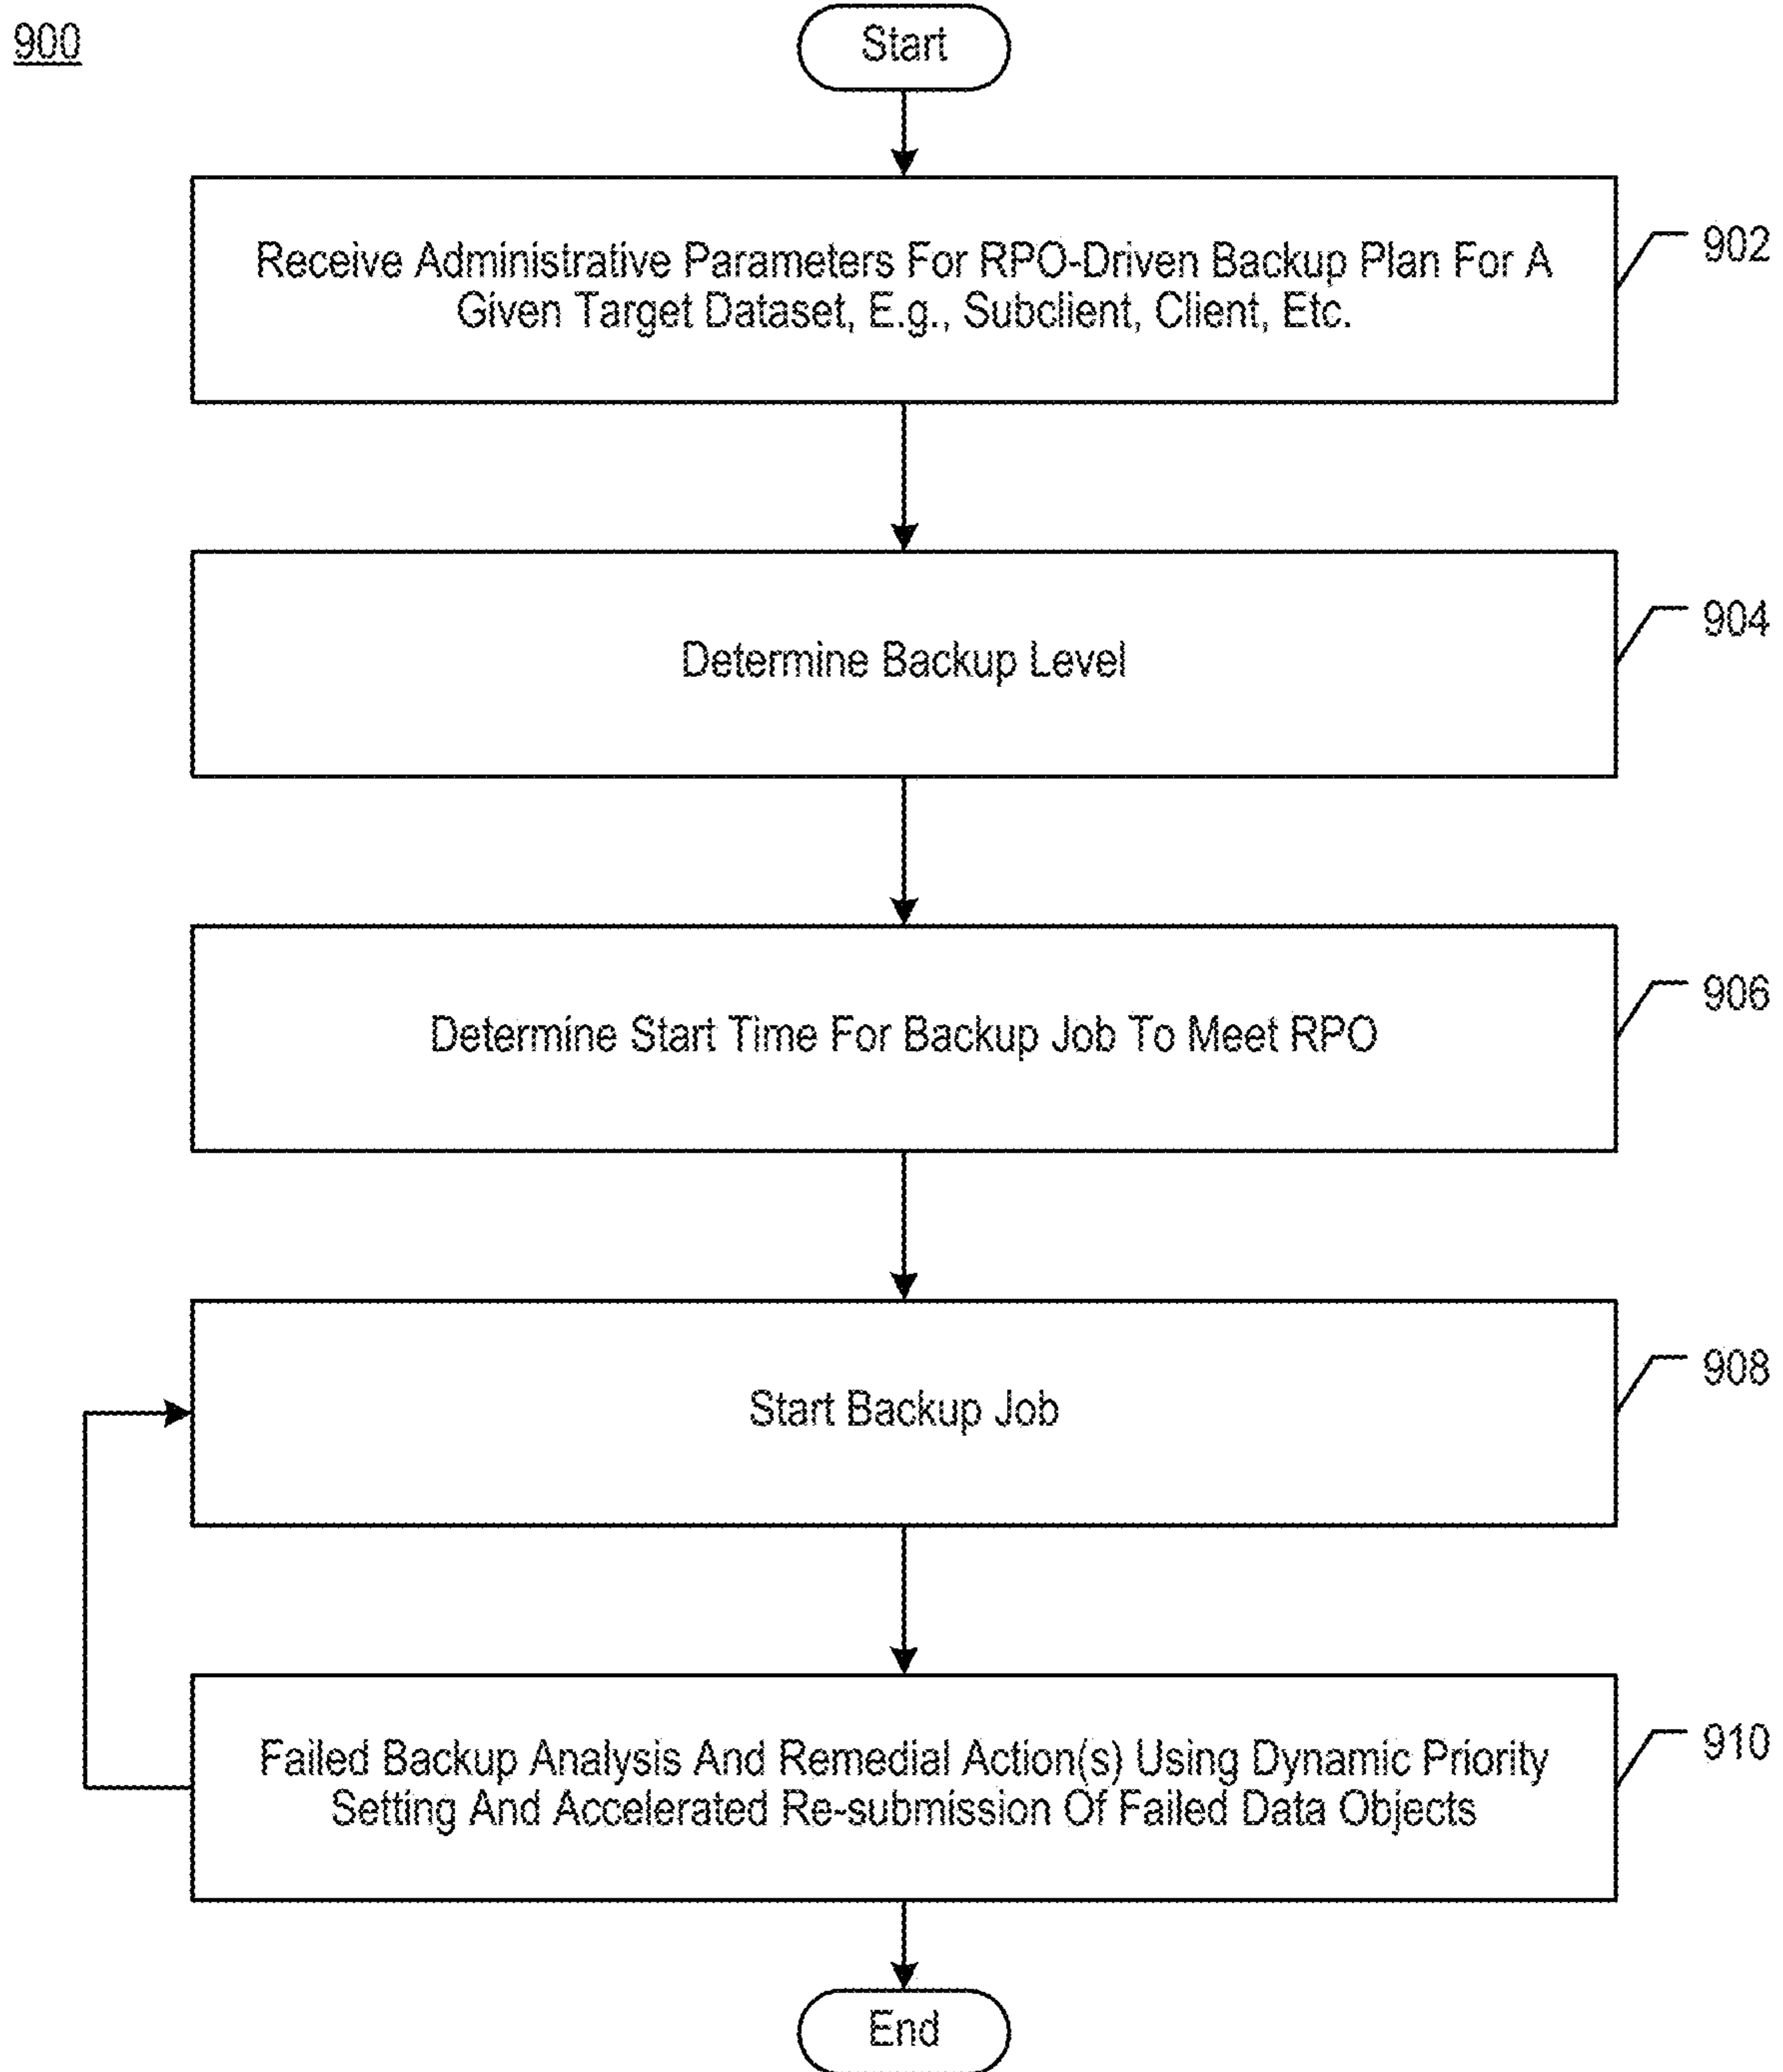 900
Start
Receive Administrative Parameters For RPO-Driven Backup Plan For A
Given Target Dataset, E.g., Subclient, Client, Etc.
902
Determine Backup Level
904
Determine Start Time For Backup Job To Meet RPO
906
Start Backup Job
908
Failed Backup Analysis And Remedial Action(s) Using Dynamic Priority
Setting And Accelerated Re-submission Of Failed Data Objects
910
End